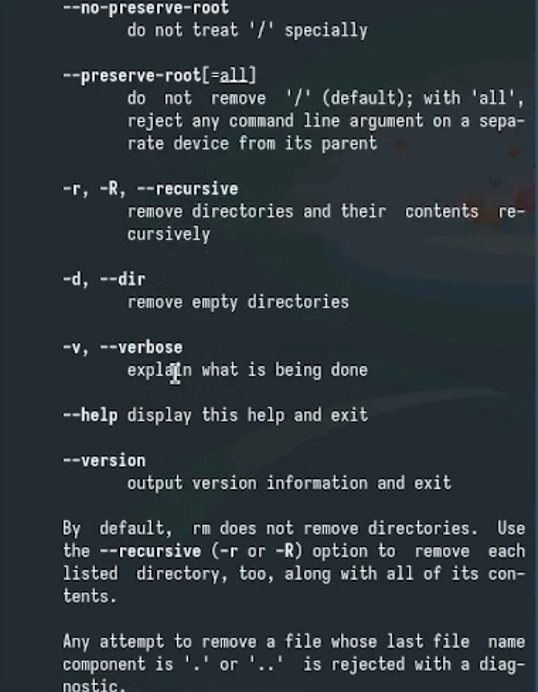 --no-preserve-root
do not treat '/' specially
--preserve-root[=all]
do not remove '/' (default); with 'all',
reject any command line argument on a sepa-
rate device from its parent
-r, -R, --recursive
remove directories and their contents re-
cursively
-d, --dir
remove empty directories
-v, --verbose
explain what is being done
--help display this help and exit
--version
output version information and exit
By default, rm does not remove directories. Use
the --recursive (-r or -R) option to remove each
listed directory, too, along with all of its con-
tents.
Any attempt to remove a file whose last file name
component is '.' or '..' is rejected with a diag-
nostic.